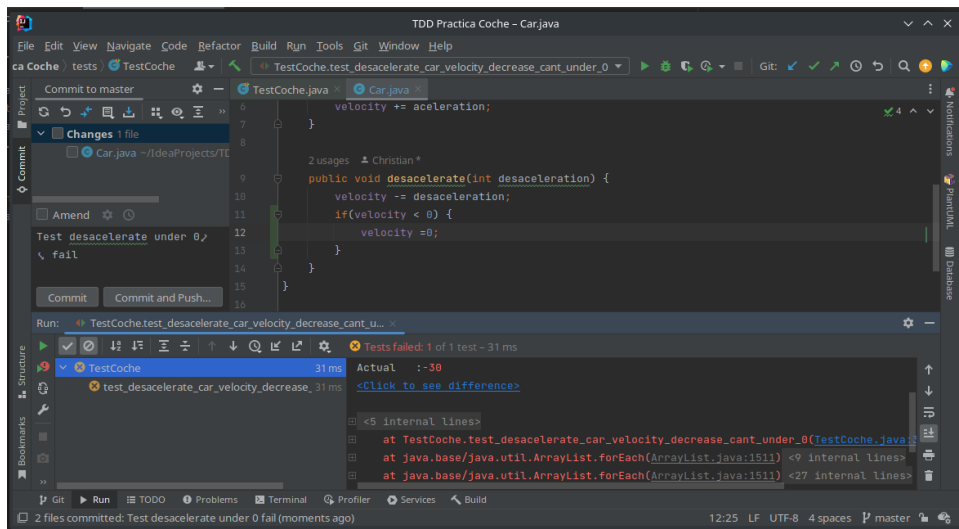 TDD Practica Coche – Car.java
File Edit View Navigate Code Refactor Build Run Tools Git Window Help
ca Coche tests TestCoche TestCoche.test_desacelerate_car_velocity_decrease_cant_under_0 Git:
Project
Commit to master
TestCoche.java Car.java
6 velocity += aceleration;
4
7 }
8
Changes 1 file
Car.java ~/IdeaProjects/TD
2 usages Christian *
9 public void desacelerate(int desaceleration) {
10 velocity -= desaceleration;
11 if(velocity < 0) {
12 velocity =0;
13 }
14 }
15 }
16
Commit
Amend
Test desacelerate under 0
fail
Commit Commit and Push...
Notifications
PlantUML
Database
Run: TestCoche.test_desacelerate_car_velocity_decrease_cant_u...
Tests failed: 1 of 1 test – 31 ms
TestCoche 31 ms
test_desacelerate_car_velocity_decrease_ 31 ms
Actual :-30
<Click to see difference>
<5 internal lines>
at TestCoche.test_desacelerate_car_velocity_decrease_cant_under_0(TestCoche.java:
at java.base/java.util.ArrayList.forEach(ArrayList.java:1511) <9 internal lines>
at java.base/java.util.ArrayList.forEach(ArrayList.java:1511) <27 internal lines>
Structure
Bookmarks
Git Run TODO Problems Terminal Profiler Services Build
2 files committed: Test desacelerate under 0 fail (moments ago) 12:25 LF UTF-8 4 spaces master